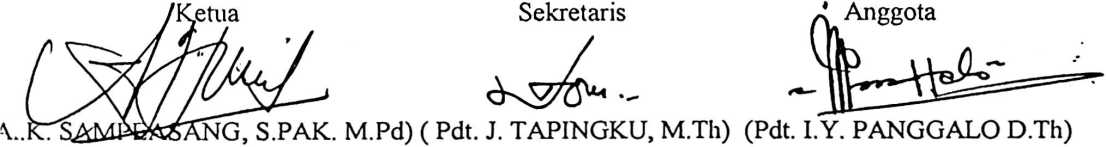 Ketua Sekretaris Anggota
A..K. SAMPEASANG, S.PAK. M.Pd) ( Pdt. J. TAPINGKU, M.Th) (Pdt. I.Y. PANGGALO D.Th)